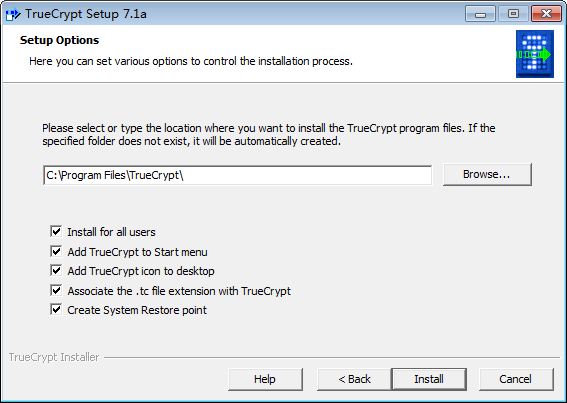 TrueCrypt Setup 7.1a
Setup Options
Here you can set various options to control the installation process.
Please select or type the location where you want to install the TrueCrypt program files. If the
specified folder does not exist, it will be automatically created.
C:\Program Files\TrueCrypt\
Browse...
Install for all users
Add TrueCrypt to Start menu
Add TrueCrypt icon to desktop
Associate the .tc file extension with TrueCrypt
Create System Restore point
TrueCrypt Installer
Help
< Back
Install
Cancel